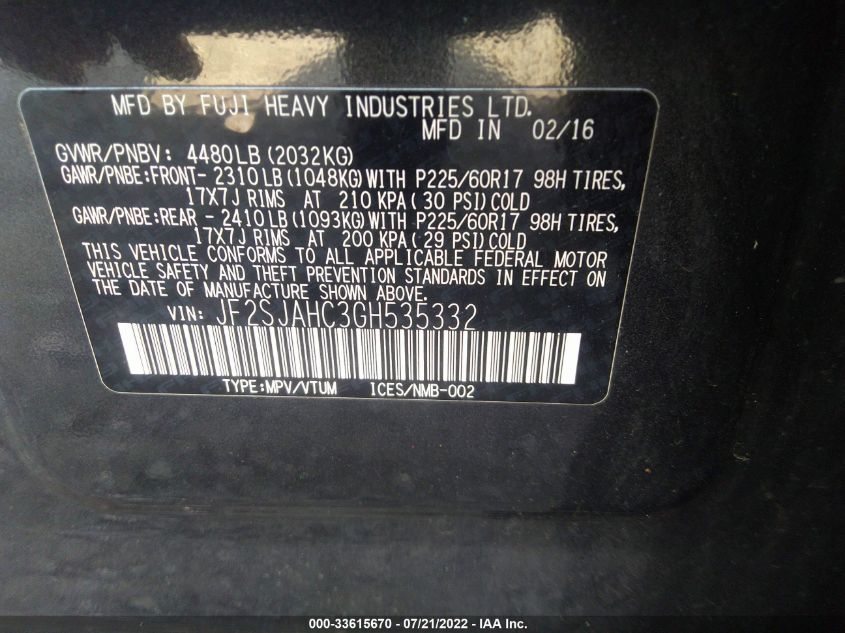 MFD BY FUJI HEAVY INDUSTRIES LTD.
MFD IN 02/16
GVWR/PNBV: 4480LB (2032KG)
GAWR/PNBE:FRONT- 2310LB (1048KG) WITH P225/60R17 98H TIRES,
17X7J RIMS AT 210 KPA( 30 PSI) COLD
GAWR/PNBE:REAR - 2410LB (1093KG) WITH P225/60R17 98H TIRES,
17X7J RIMS AT 200 KPA( 29 PSI) COLD
THIS VEHICLE CONFORMS TO ALL APPLICABLE FEDERAL MOTOR
VEHICLE SAFETY AND THEFT PREVENTION STANDARDS IN EFFECT ON
THE DATE OF MANUFACTURE SHOWN ABOVE.
VIN: JF2SJAHC3GH535332
TYPE:MPV/VTUM ICES/NMB-002
000-33615670 - 07/21/2022 - IAA Inc.